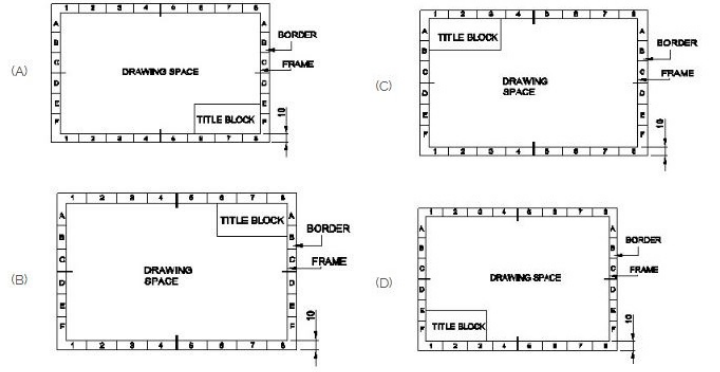 (A)
1 2 3 4 5 6 7 8
A A
B B
C C
D D
E E
F F
DRAWING SPACE
TITLE BLOCK
1 2 3 4 5 6 7 8
BORDER
FRAME
10
(C)
1 2 3 4 5 6 7 8
A A
B B
C C
D D
E E
F F
TITLE BLOCK
DRAWING
SPACE
1 2 3 4 5 6 7 8
BORDER
FRAME
10
(B)
1 2 3 4 5 6 7 8
A A
B B
C C
D D
E E
F F
TITLE BLOCK
DRAWING
SPACE
1 2 3 4 5 6 7 8
BORDER
FRAME
10
(D)
1 2 3 4 5 6 7 8
A A
B B
C C
D D
E E
F F
DRAWING SPACE
TITLE BLOCK
1 2 3 4 5 6 7 8
BORDER
FRAME
10